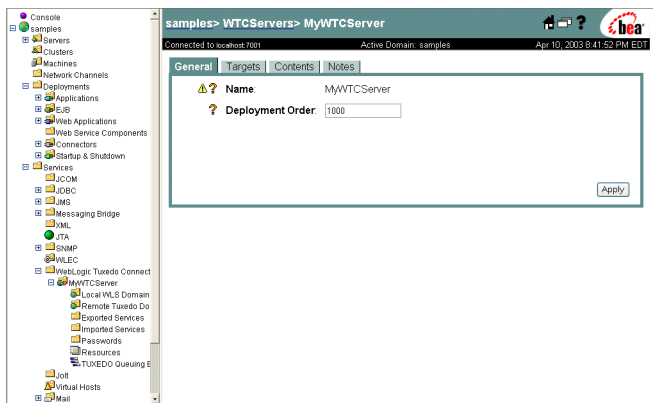 Console
samples
Servers
Clusters
Machines
Network Channels
Deployments
Applications
EJB
Web Applications
Web Service Components
Connectors
Startup & Shutdown
Services
JCOM
JDBC
JMS
Messaging Bridge
XML
JTA
SNMP
WLEC
WebLogic Tuxedo Connect
MyWTCServer
Local WLS Domain
Remote Tuxedo Do
Exported Services
Imported Services
Passwords
Resources
TUXEDO Queuing B
Jolt
Virtual Hosts
Mail
samples> WTCServers> MyWTCServer
? bea
Connected to localhost:7001 Active Domain: samples Apr 10, 2003 8:41:52 PM EDT
General Targets Contents Notes
? Name: MyWTCServer
? Deployment Order: 1000
Apply